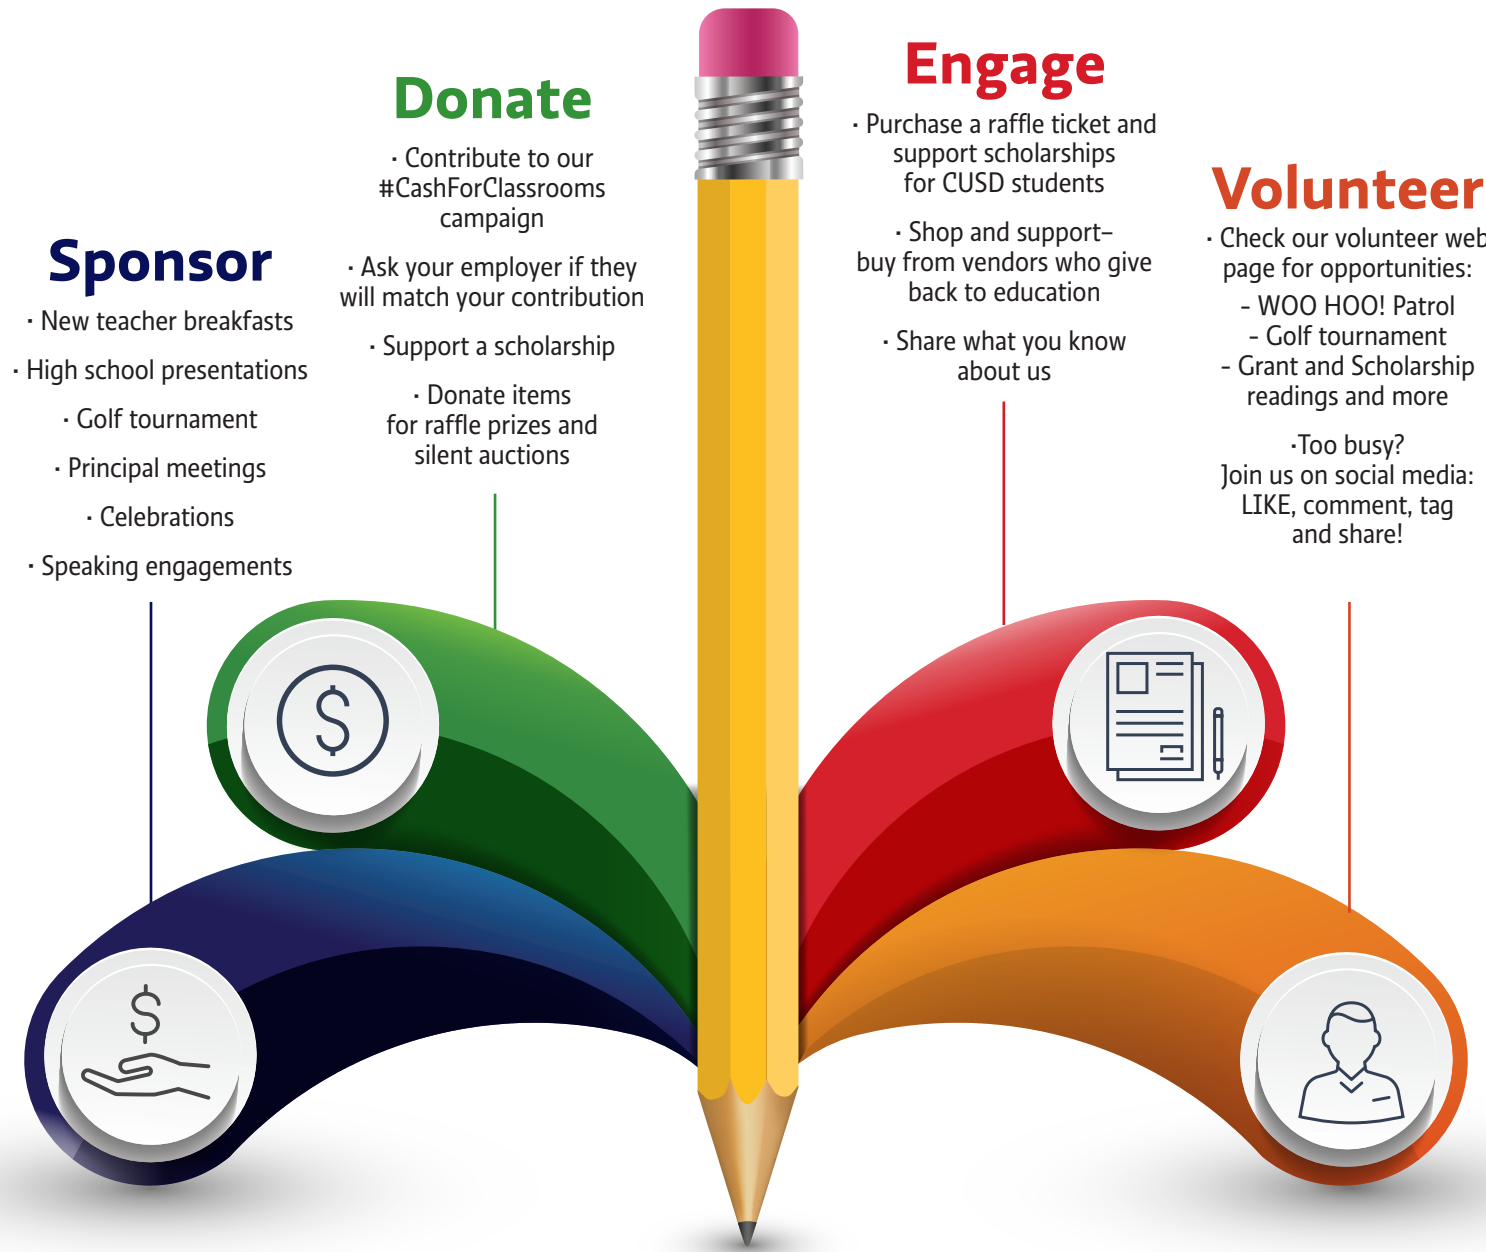 Sponsor
· New teacher breakfasts
· High school presentations
· Golf tournament
· Principal meetings
· Celebrations
· Speaking engagements
Donate
· Contribute to our
#CashForClassrooms
campaign
· Ask your employer if they
will match your contribution
· Support a scholarship
· Donate items
for raffle prizes and
silent auctions
Engage
· Purchase a raffle ticket and
support scholarships
for CUSD students
· Shop and support–
buy from vendors who give
back to education
· Share what you know
about us
Volunteer
· Check our volunteer web
page for opportunities:
- WOO HOO! Patrol
- Golf tournament
- Grant and Scholarship
readings and more
·Too busy?
Join us on social media:
LIKE, comment, tag
and share!
$
$